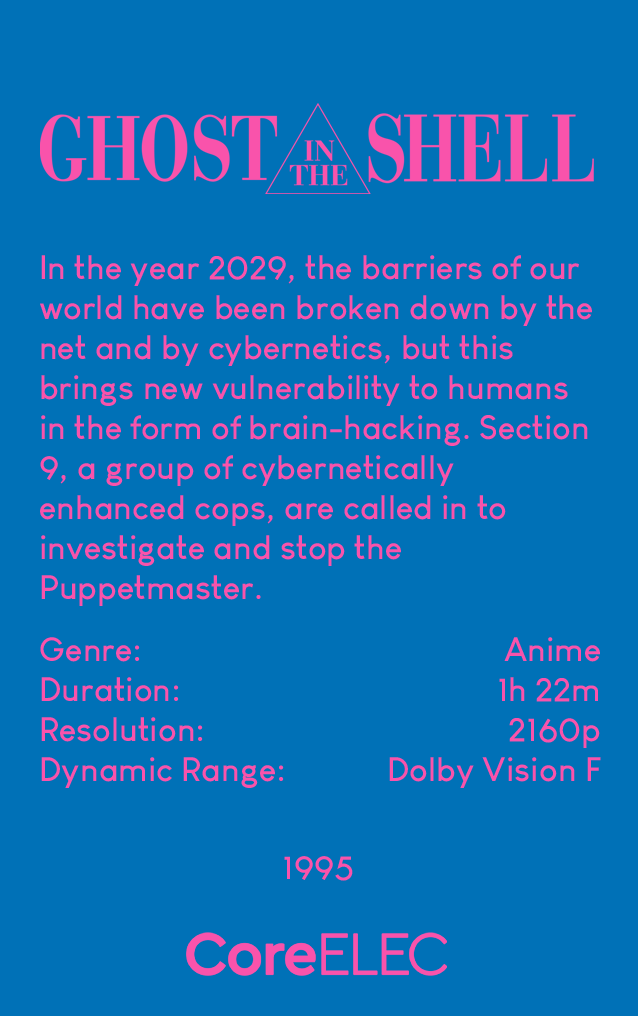 GHOST IN THE SHELL
In the year 2029, the barriers of our
world have been broken down by the
net and by cybernetics, but this
brings new vulnerability to humans
in the form of brain-hacking. Section
9, a group of cybernetically
enhanced cops, are called in to
investigate and stop the
Puppetmaster.
Genre: Anime
Duration: 1h 22m
Resolution: 2160p
Dynamic Range: Dolby Vision F
1995
CoreELEC